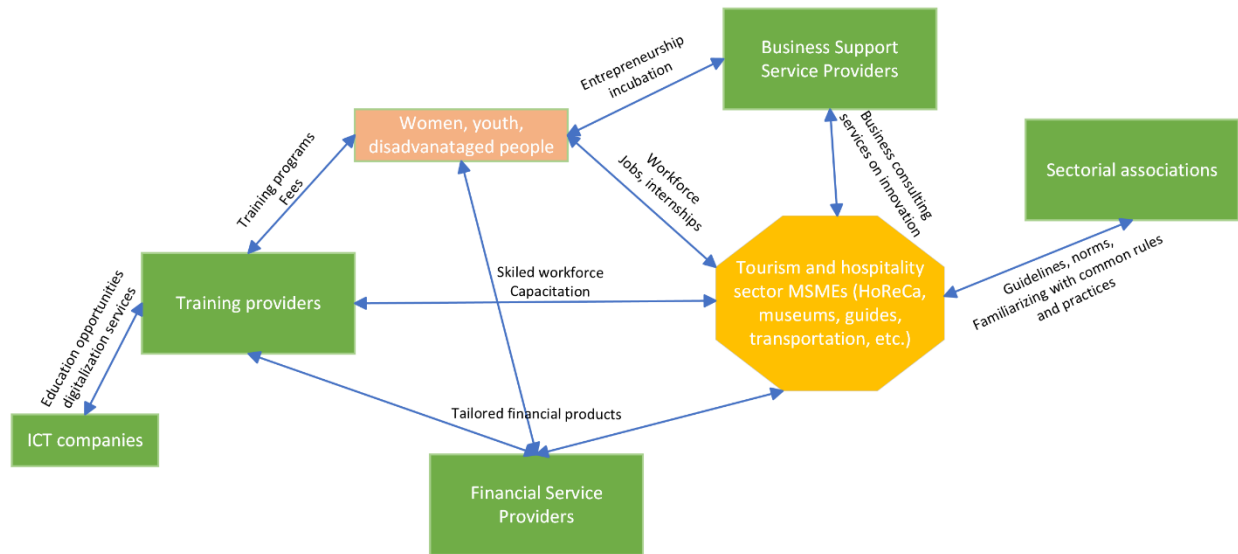 Business Support
Service Providers
Entrepreneurship
incubation
Women, youth,
disadvanataged people
Business consulting
services on innovation
Workforce
Jobs, internships
Sectorial associations
Training programs
Fees
Guidelines, norms,
Familiarizing with common rules
and practices
Tourism and hospitality
sector MSMEs (HoReCa,
museums, guides,
transportation, etc.)
Skiled workforce
Capacitation
Training providers
Education opportunities
digitalization services
Tailored financial products
ICT companies
Financial Service
Providers